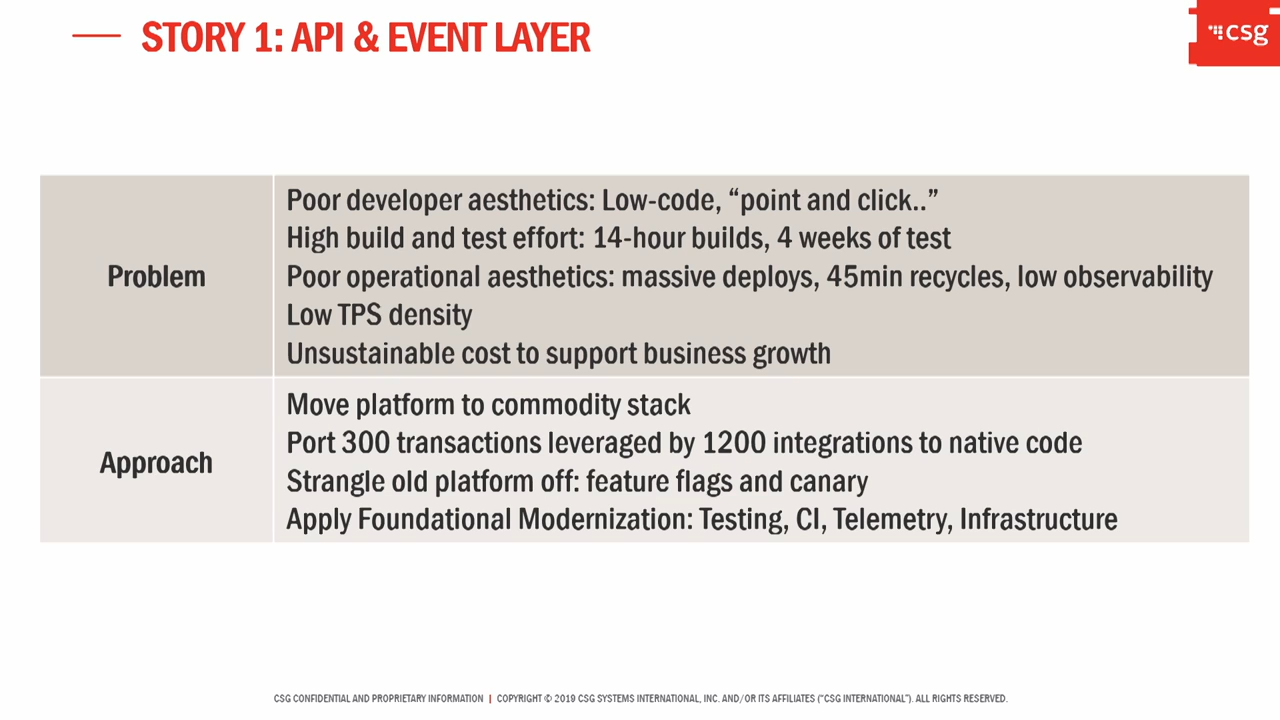 STORY 1: API & EVENT LAYER
csg
Problem
Poor developer aesthetics: Low-code, “point and click..”
High build and test effort: 14-hour builds, 4 weeks of test
Poor operational aesthetics: massive deploys, 45min recycles, low observability
Low TPS density
Unsustainable cost to support business growth
Approach
Move platform to commodity stack
Port 300 transactions leveraged by 1200 integrations to native code
Strangle old platform off: feature flags and canary
Apply Foundational Modernization: Testing, CI, Telemetry, Infrastructure
CSG CONFIDENTIAL AND PROPRIETARY INFORMATION | COPYRIGHT © 2019 CSG SYSTEMS INTERNATIONAL, INC. AND/OR ITS AFFILIATES (“CSG INTERNATIONAL”). ALL RIGHTS RESERVED.